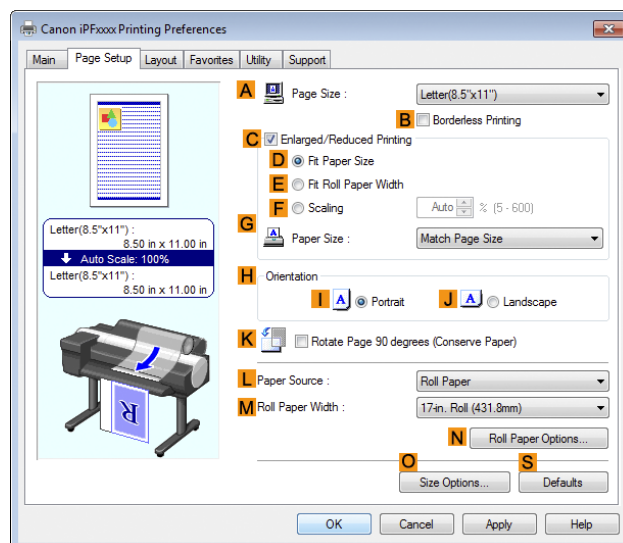 Canon iPFxxxx Printing Preferences
Main Page Setup Layout Favorites Utility Support
A Page Size : Letter(8.5"x11")
B Borderless Printing
C Enlarged/Reduced Printing
D Fit Paper Size
E Fit Roll Paper Width
F Scaling Auto % (5 - 600)
G Paper Size : Match Page Size
Letter(8.5"x11") :
8.50 in x 11.00 in
Auto Scale: 100%
Letter(8.5"x11") :
8.50 in x 11.00 in
H Orientation
I A Portrait J A Landscape
K Rotate Page 90 degrees (Conserve Paper)
L Paper Source : Roll Paper
M Roll Paper Width : 17-in. Roll (431.8mm)
N Roll Paper Options...
O Size Options... S Defaults
R
OK Cancel Apply Help